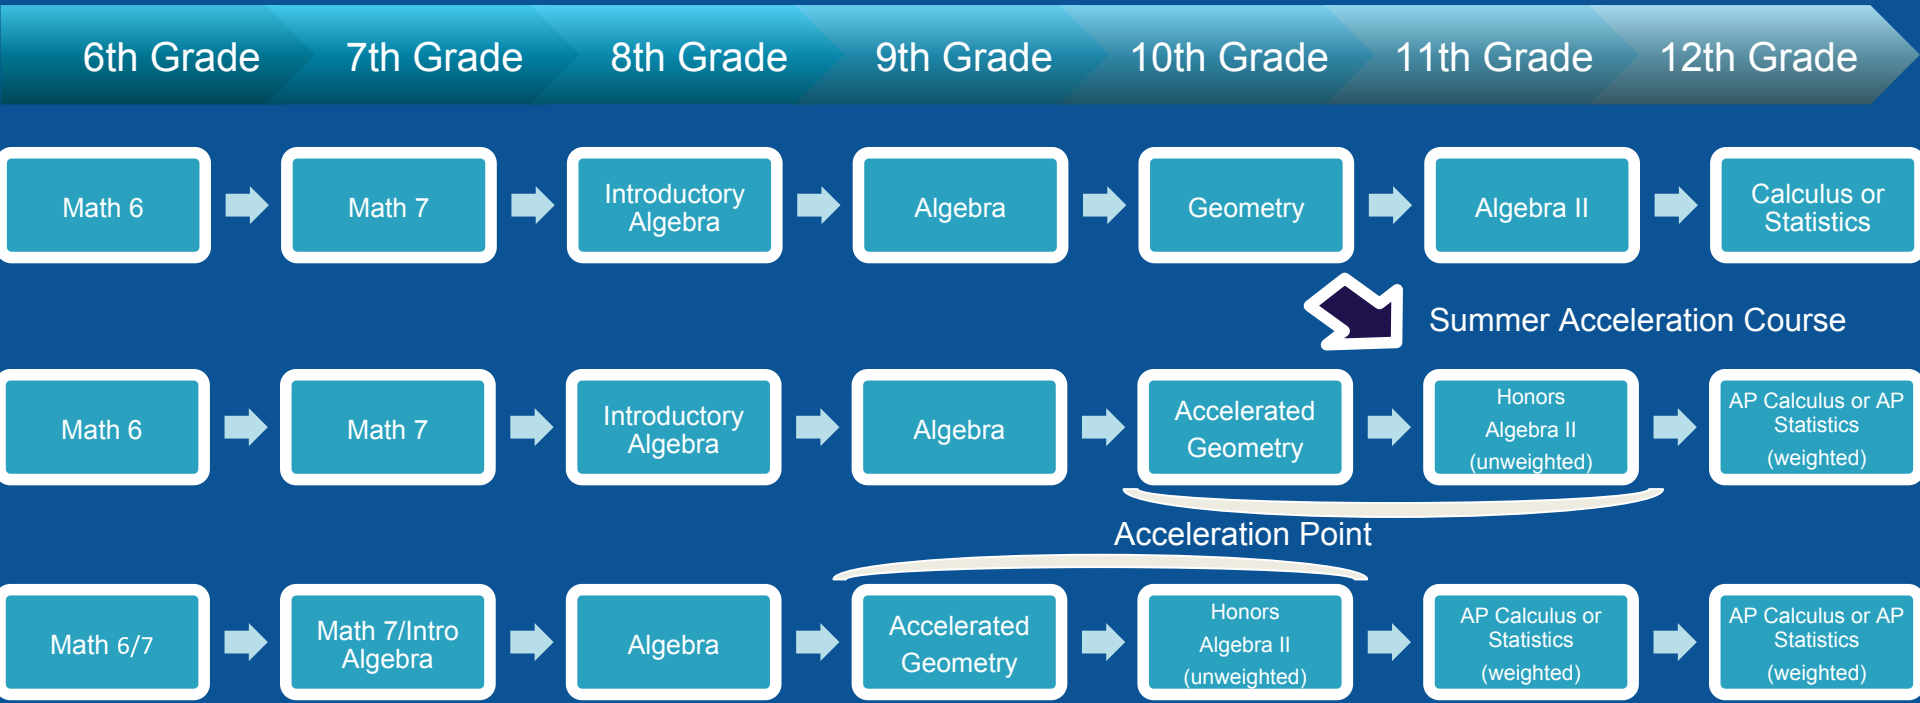 6th Grade
7th Grade
8th Grade
9th Grade
10th Grade
11th Grade
12th Grade
Math 6
Math 7
Introductory
Algebra
Algebra
Geometry
Algebra II
Calculus or
Statistics
Summer Acceleration Course
Math 6
Math 7
Introductory
Algebra
Algebra
Accelerated
Geometry
Honors
Algebra II
(unweighted)
AP Calculus or AP
Statistics
(weighted)
Acceleration Point
Math 6/7
Math 7/Intro
Algebra
Algebra
Accelerated
Geometry
Honors
Algebra II
(unweighted)
AP Calculus or
Statistics
(weighted)
AP Calculus or AP
Statistics
(weighted)